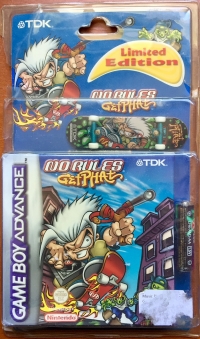 TDK
Limited
Edition
NO RULES
GET PHAT
NO RULES
TDK
GET PHAT
GAME BOY ADVANCE
Nintendo